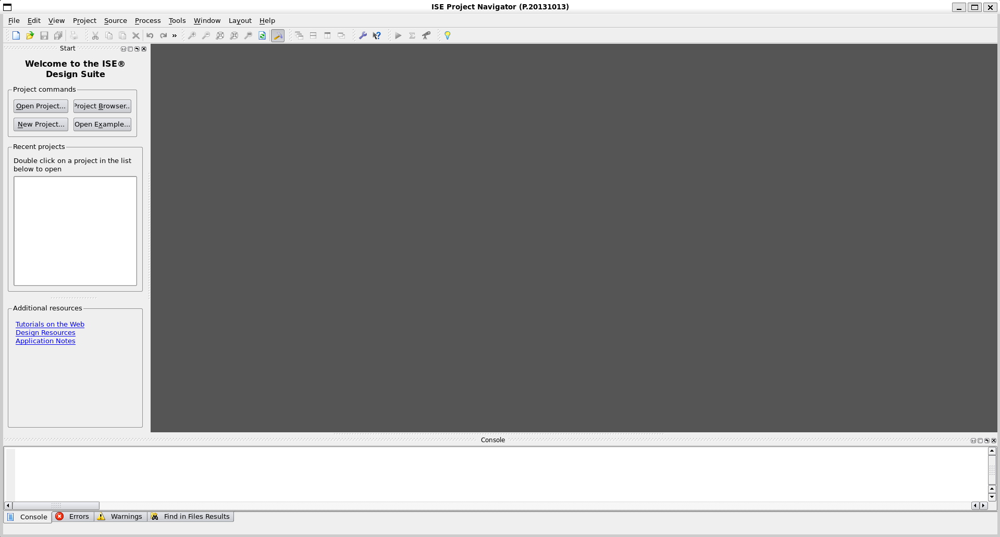 ISE Project Navigator (P.20131013)
File Edit View Project Source Process Tools Window Layout Help
Start
Welcome to the ISE®
Design Suite
Project commands
Open Project... Project Browser..
New Project... Open Example...
Recent projects
Double click on a project in the list
below to open
Additional resources
Tutorials on the Web
Design Resources
Application Notes
Console
Console Errors Warnings Find in Files Results